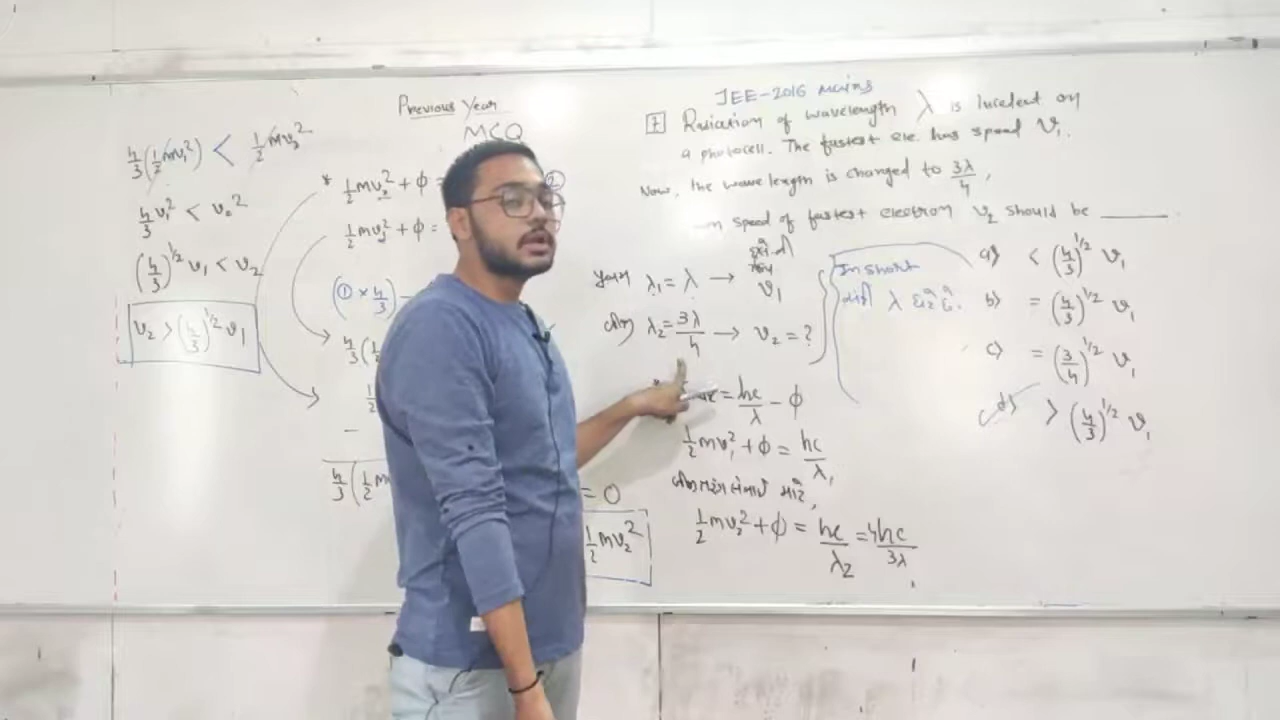 Previous Year
MCQ
4/3(1/2 mv₁²) < 1/2 mv₂²
4/3 v₁² < v₂²
(4/3)^1/2 v₁ < v₂
v₂ > (4/3)^1/2 v₁
* 1/2 mv₂² + ϕ = ②
1/2 mv₂² + ϕ =
(① × 4/3) –
4/3(1/2
–
4/3(1/2 m
= 0
1/2 mv₂²
JEE-2016 mains
7 Radiation of wavelength λ is Incident on
a photocell. The fastest ele. has speed v₁.
Now, the wavelength is changed to 3λ/4,
speed of fastest electron v₂ should be ______
λ₁ = λ → v₁
λ₂ = 3λ/4 → v₂ = ?
In short
λ
= hc/λ – ϕ
1/2 mv₁² + ϕ = hc/λ₁
1/2 mv₂² + ϕ = hc/λ₂ = 4hc/3λ
a) < (4/3)^1/2 v₁
b) = (4/3)^1/2 v₁
c) = (3/4)^1/2 v₁
d) > (4/3)^1/2 v₁